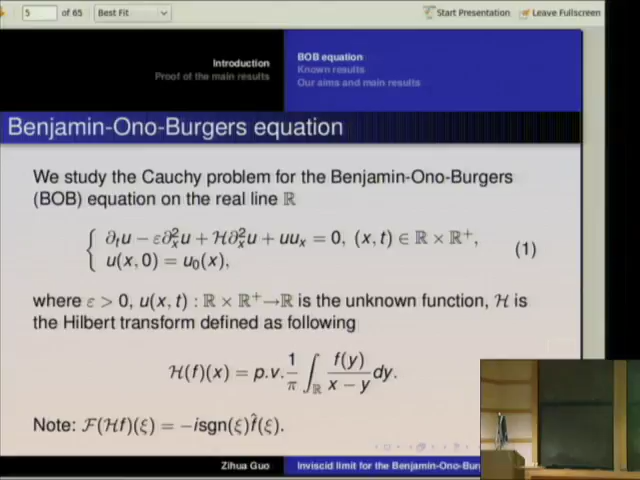 5 of 65 Best Fit Start Presentation Leave Fullscreen
Introduction
Proof of the main results
BOB equation
Known results
Our aims and main results
Benjamin-Ono-Burgers equation
We study the Cauchy problem for the Benjamin-Ono-Burgers
(BOB) equation on the real line ℝ
{ ∂ₜu − ε∂²ₓu + ℋ∂²ₓu + uuₓ = 0, (x, t) ∈ ℝ × ℝ⁺,
u(x, 0) = u₀(x), (1)
where ε > 0, u(x, t) : ℝ × ℝ⁺→ℝ is the unknown function, ℋ is
the Hilbert transform defined as following
ℋ(f)(x) = p.v. 1/π ∫_ℝ f(y)/(x − y) dy.
Note: ℱ(ℋf)(ξ) = −isgn(ξ)f̂(ξ).
Zihua Guo Inviscid limit for the Benjamin-Ono-Bur